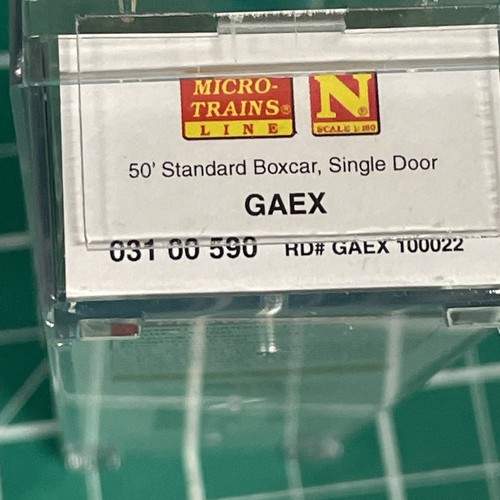 MICRO-
TRAINS®
LINE
N®
SCALE 1:160
50' Standard Boxcar, Single Door
GAEX
031 00 590 RD# GAEX 100022